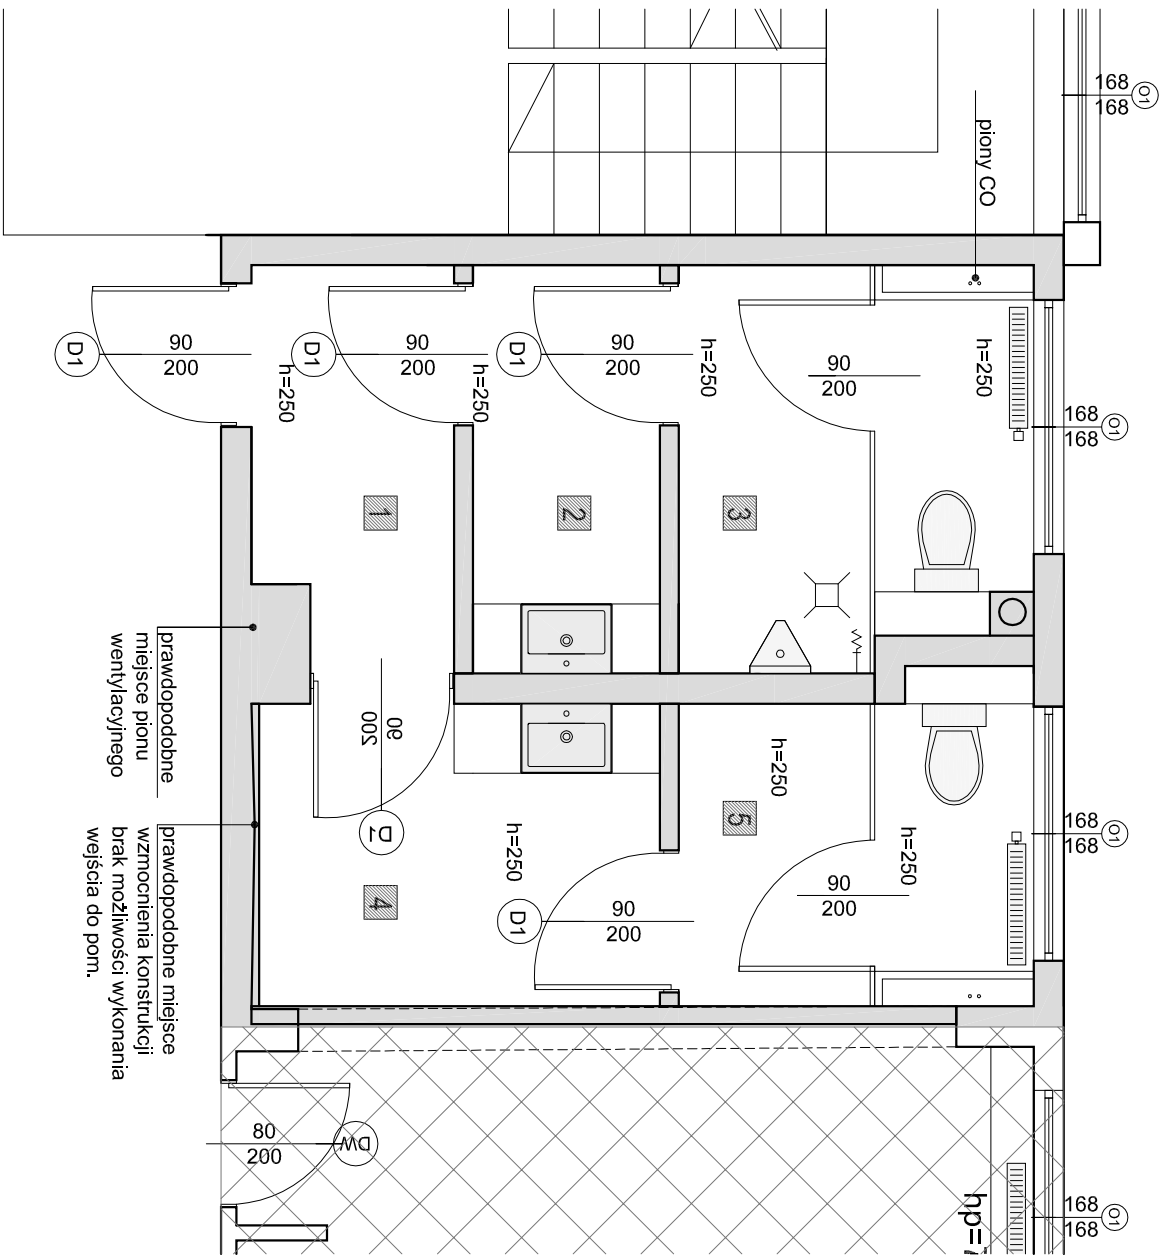 168
168
O1
piony CO
D1
90
200
h=250
D1
90
200
h=250
D1
90
200
h=250
90
200
h=250
168
168
O1
1
2
3
prawdopodobne
miejsce pionu
wentylacyjnego
90
200
D2
h=250
h=250
5
168
168
O1
h=250
4
prawdopodobne miejsce
wzmocnienia konstrukcji
brak możliwości wykonania
wejścia do pom.
D1
90
200
90
200
80
200
DW
hp=
168
168
O1